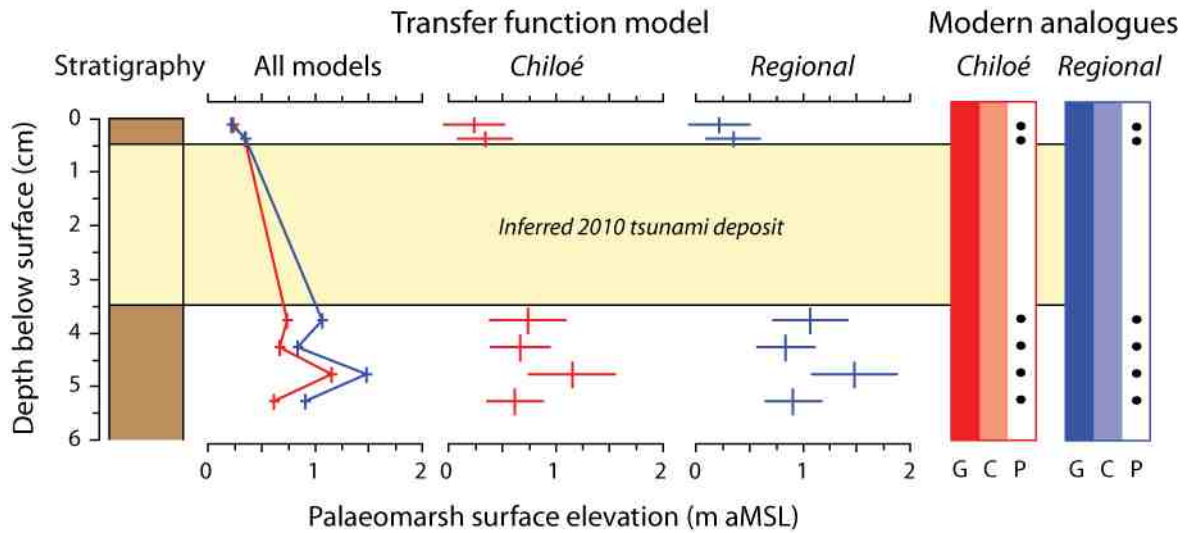 Transfer function model Modern analogues
Stratigraphy All models Chiloé Regional Chiloé Regional
0
1
2
3
4
5
6
Depth below surface (cm)
Inferred 2010 tsunami deposit
0 1 2 0 1 2 0 1 2
G C P G C P
Palaeomarsh surface elevation (m aMSL)